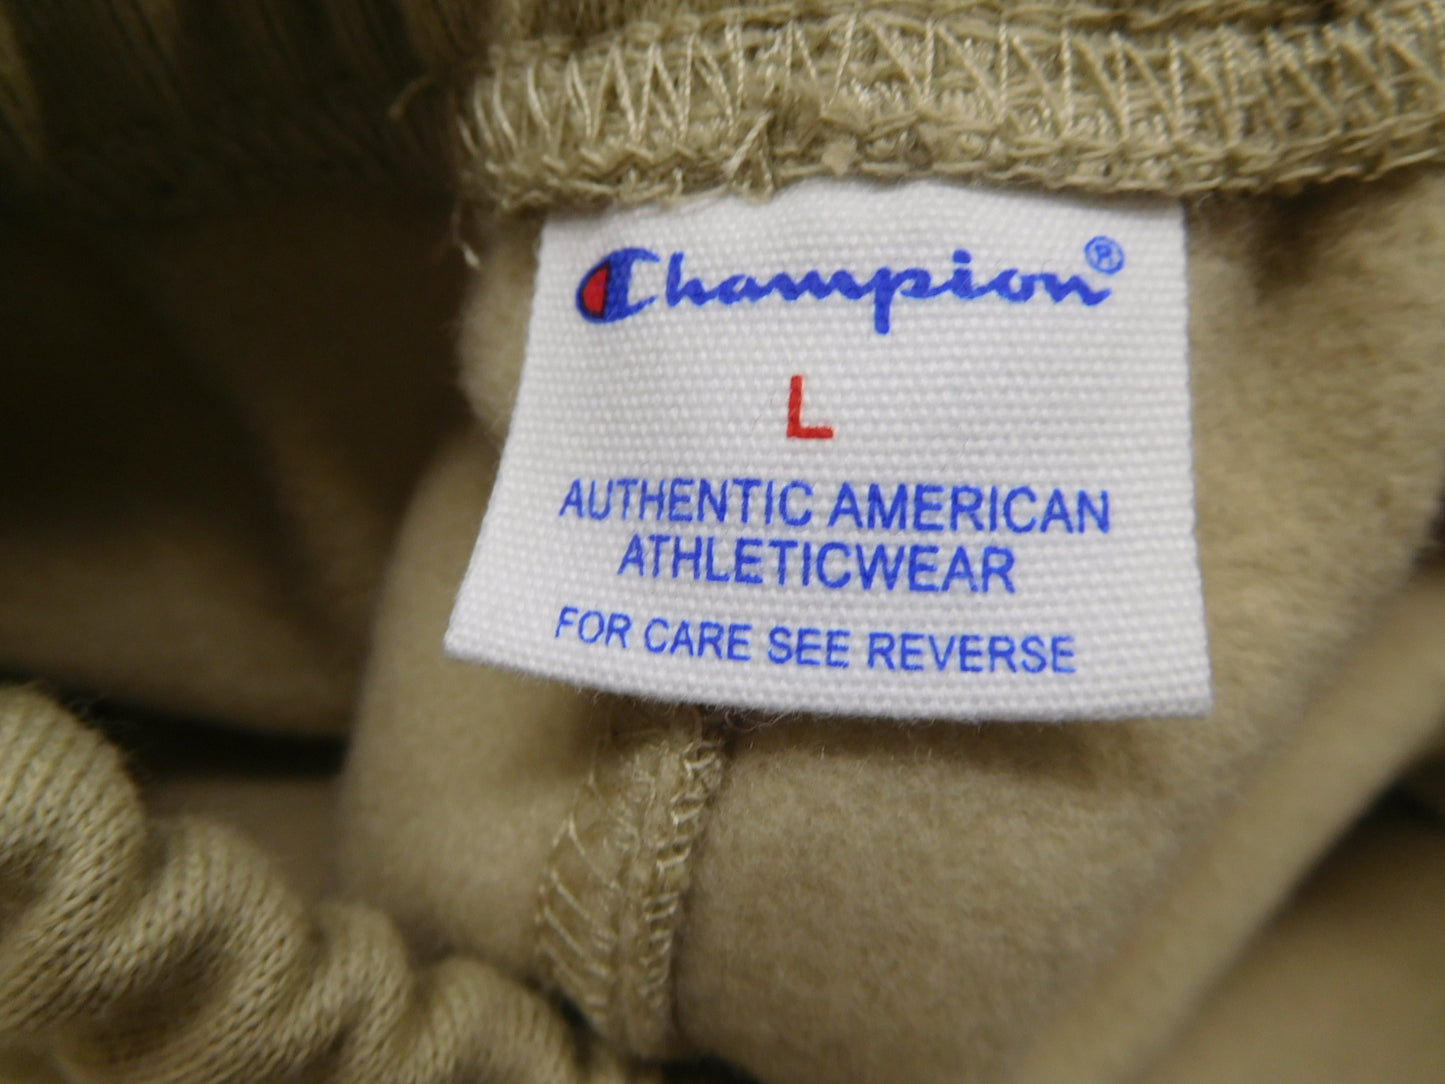 Champion®
L
AUTHENTIC AMERICAN
ATHLETICWEAR
FOR CARE SEE REVERSE